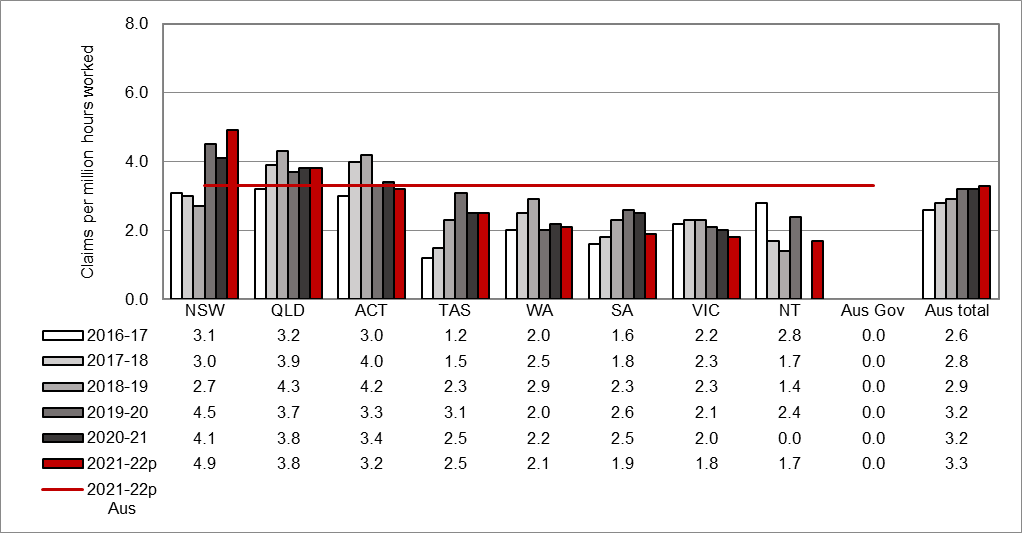 8.0
6.0
4.0
2.0
0.0
Claims per million hours worked
NSW QLD ACT TAS WA SA VIC NT Aus Gov Aus total
2016-17 3.1 3.2 3.0 1.2 2.0 1.6 2.2 2.8 0.0 2.6
2017-18 3.0 3.9 4.0 1.5 2.5 1.8 2.3 1.7 0.0 2.8
2018-19 2.7 4.3 4.2 2.3 2.9 2.3 2.3 1.4 0.0 2.9
2019-20 4.5 3.7 3.3 3.1 2.0 2.6 2.1 2.4 0.0 3.2
2020-21 4.1 3.8 3.4 2.5 2.2 2.5 2.0 0.0 0.0 3.2
2021-22p 4.9 3.8 3.2 2.5 2.1 1.9 1.8 1.7 0.0 3.3
2021-22p
Aus